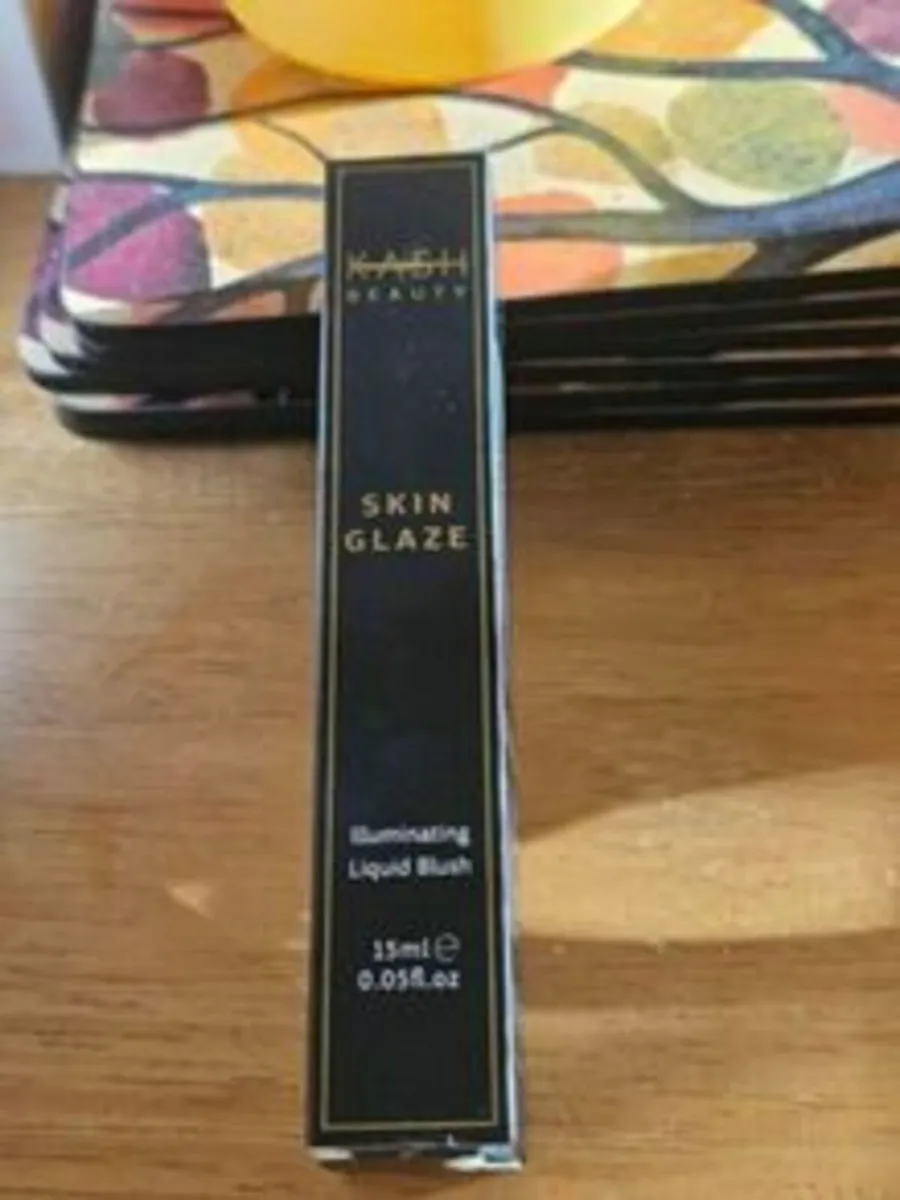 KASH
BEAUTY
SKIN
GLAZE
Illuminating
Liquid Blush
15ml ℮
0.05fl.oz